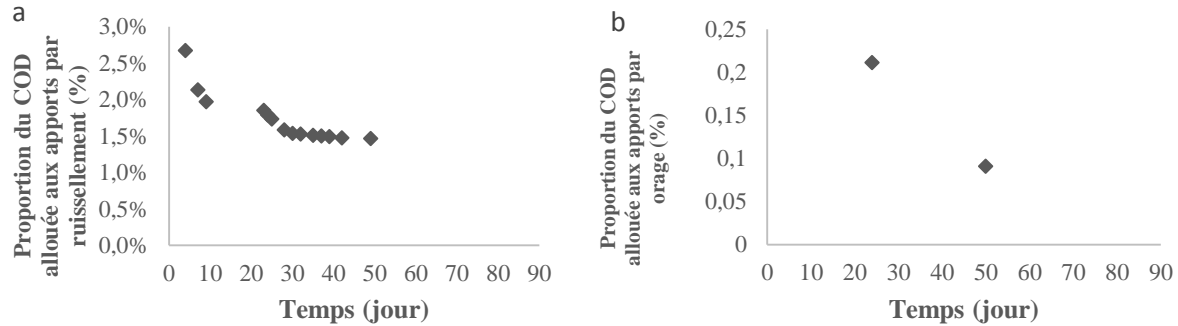 a
Proportion du COD
allouée aux apports par
ruissellement (%)
3,0%
2,5%
2,0%
1,5%
1,0%
0,5%
0,0%
0 10 20 30 40 50 60 70 80 90
Temps (jour)
b
Proportion du COD
allouée aux apports par
orage (%)
0,25
0,2
0,15
0,1
0,05
0
0 10 20 30 40 50 60 70 80 90
Temps (jour)